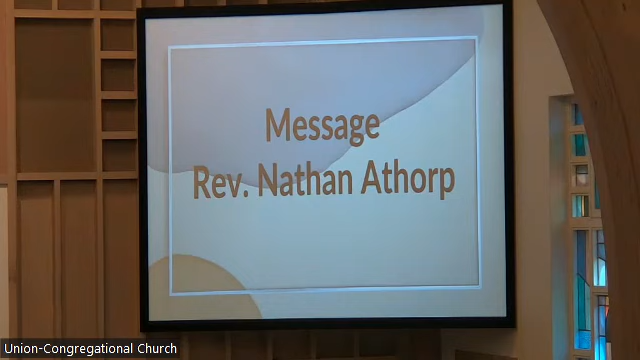 Message
Rev. Nathan Athorp
Union-Congregational Church